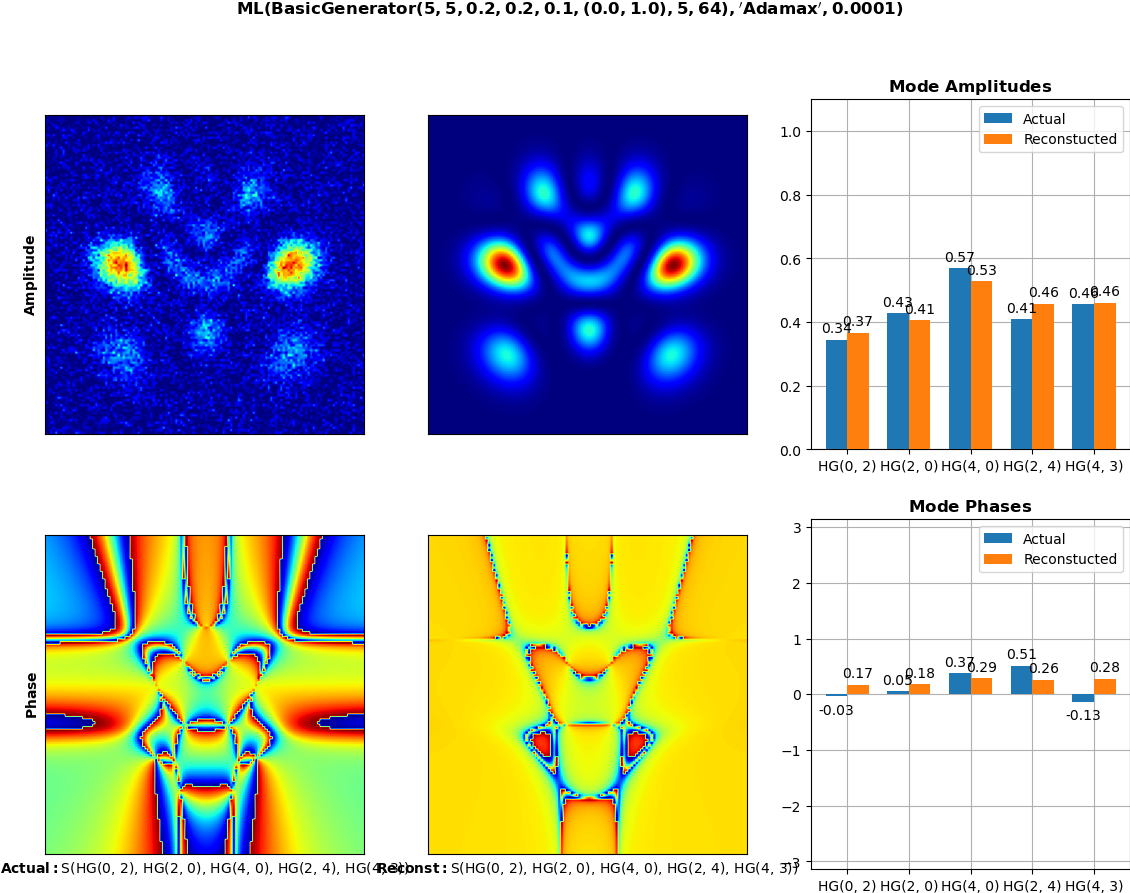 ML(BasicGenerator(5, 5, 0.2, 0.2, 0.1, (0.0, 1.0), 5, 64), ′Adamax′, 0.0001)
Mode Amplitudes
Actual
Reconstucted
Amplitude
1.0
0.8
0.6
0.4
0.2
0.0
0.34 0.37 0.43 0.41 0.57 0.53 0.41 0.46 0.46 0.46
HG(0, 2) HG(2, 0) HG(4, 0) HG(2, 4) HG(4, 3)
Mode Phases
Actual
Reconstucted
Phase
3
2
1
0
−1
−2
−3
-0.03 0.17 0.05 0.18 0.37 0.29 0.51 0.26 -0.13 0.28
HG(0, 2) HG(2, 0) HG(4, 0) HG(2, 4) HG(4, 3)
Actual: S(HG(0, 2), HG(2, 0), HG(4, 0), HG(2, 4), HG(4, 3))
Reconst: S(HG(0, 2), HG(2, 0), HG(4, 0), HG(2, 4), HG(4, 3))